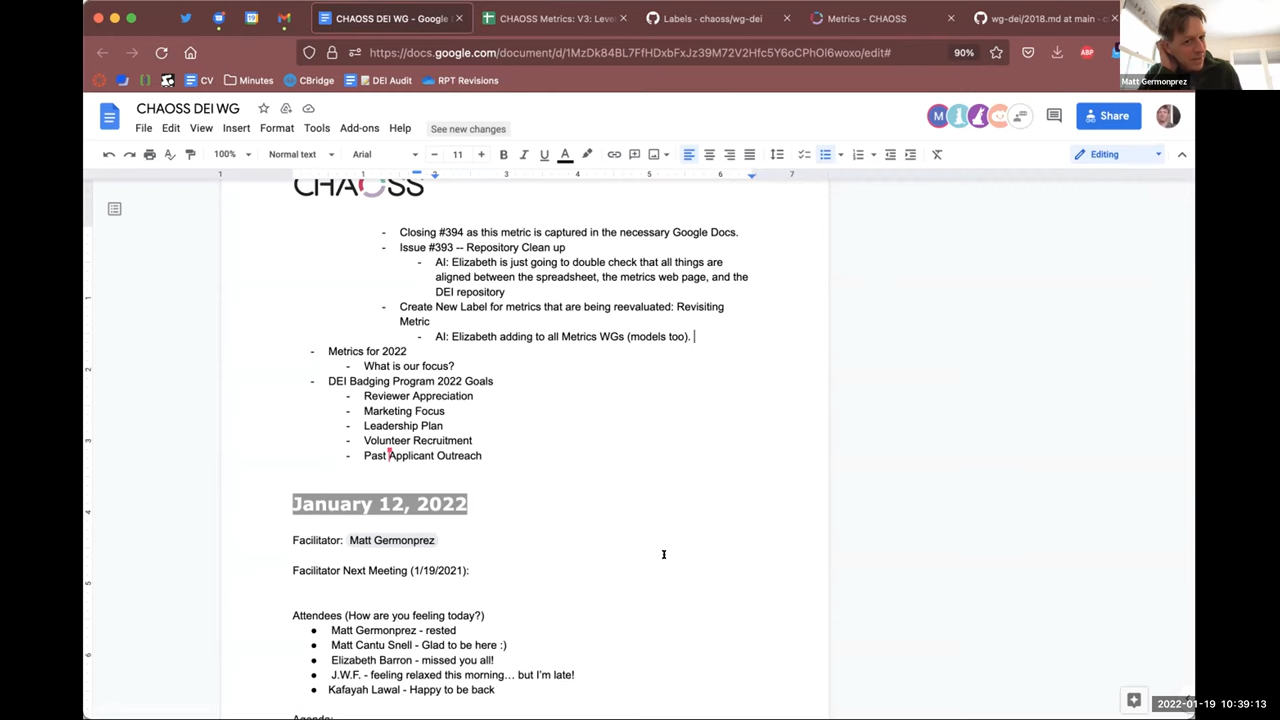 CHAOSS DEI WG - Google
CHAOSS Metrics: V3: Level
Labels · chaoss/wg-dei
Metrics - CHAOSS
wg-dei/2018.md at main · c
https://docs.google.com/document/d/1MzDk84BL7FfHDxbFxJz39M72V2Hfc5Y6oCPhOl6woxo/edit#
90%
Matt Germonprez
CV
Minutes
CBridge
DEI Audit
RPT Revisions
CHAOSS DEI WG
File Edit View Insert Format Tools Add-ons Help See new changes
Share
100% Normal text Arial 11 B I U A
Editing
1 1 2 3 4 5 6 7
CHAOSS
- Closing #394 as this metric is captured in the necessary Google Docs.
- Issue #393 -- Repository Clean up
- AI: Elizabeth is just going to double check that all things are
aligned between the spreadsheet, the metrics web page, and the
DEI repository
- Create New Label for metrics that are being reevaluated: Revisiting
Metric
- AI: Elizabeth adding to all Metrics WGs (models too).
- Metrics for 2022
- What is our focus?
- DEI Badging Program 2022 Goals
- Reviewer Appreciation
- Marketing Focus
- Leadership Plan
- Volunteer Recruitment
- Past Applicant Outreach
January 12, 2022
Facilitator: Matt Germonprez
Facilitator Next Meeting (1/19/2021):
Attendees (How are you feeling today?)
● Matt Germonprez - rested
● Matt Cantu Snell - Glad to be here :)
● Elizabeth Barron - missed you all!
● J.W.F. - feeling relaxed this morning… but I'm late!
● Kafayah Lawal - Happy to be back
Agenda:
2022-01-19 10:39:13